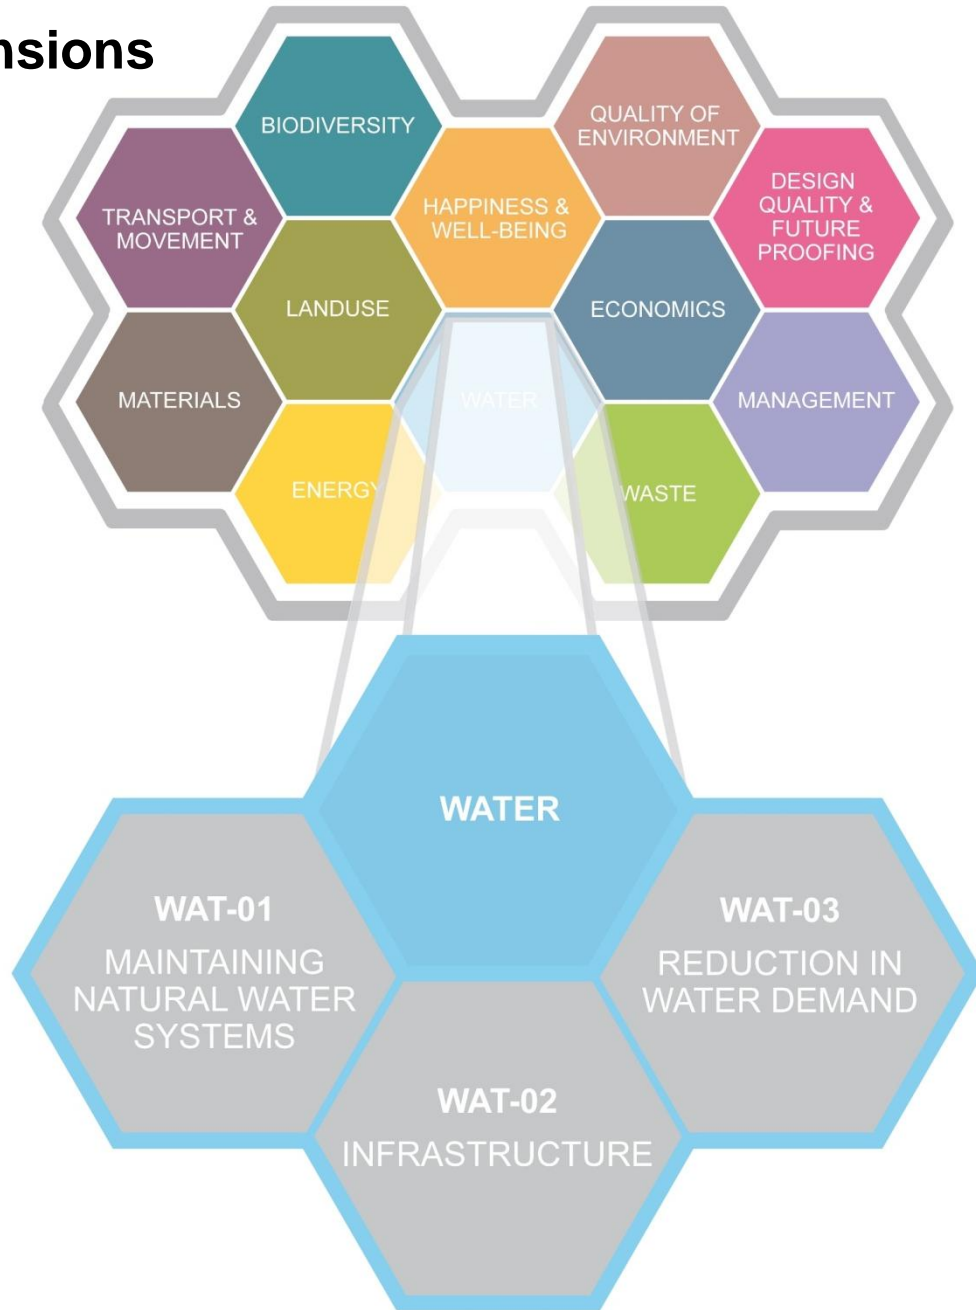 nsions
BIODIVERSITY
QUALITY OF
ENVIRONMENT
TRANSPORT &
MOVEMENT
HAPPINESS &
WELL-BEING
DESIGN
QUALITY &
FUTURE
PROOFING
LANDUSE
ECONOMICS
MATERIALS
WATER
MANAGEMENT
ENERGY
WASTE
WATER
WAT-01
MAINTAINING
NATURAL WATER
SYSTEMS
WAT-03
REDUCTION IN
WATER DEMAND
WAT-02
INFRASTRUCTURE